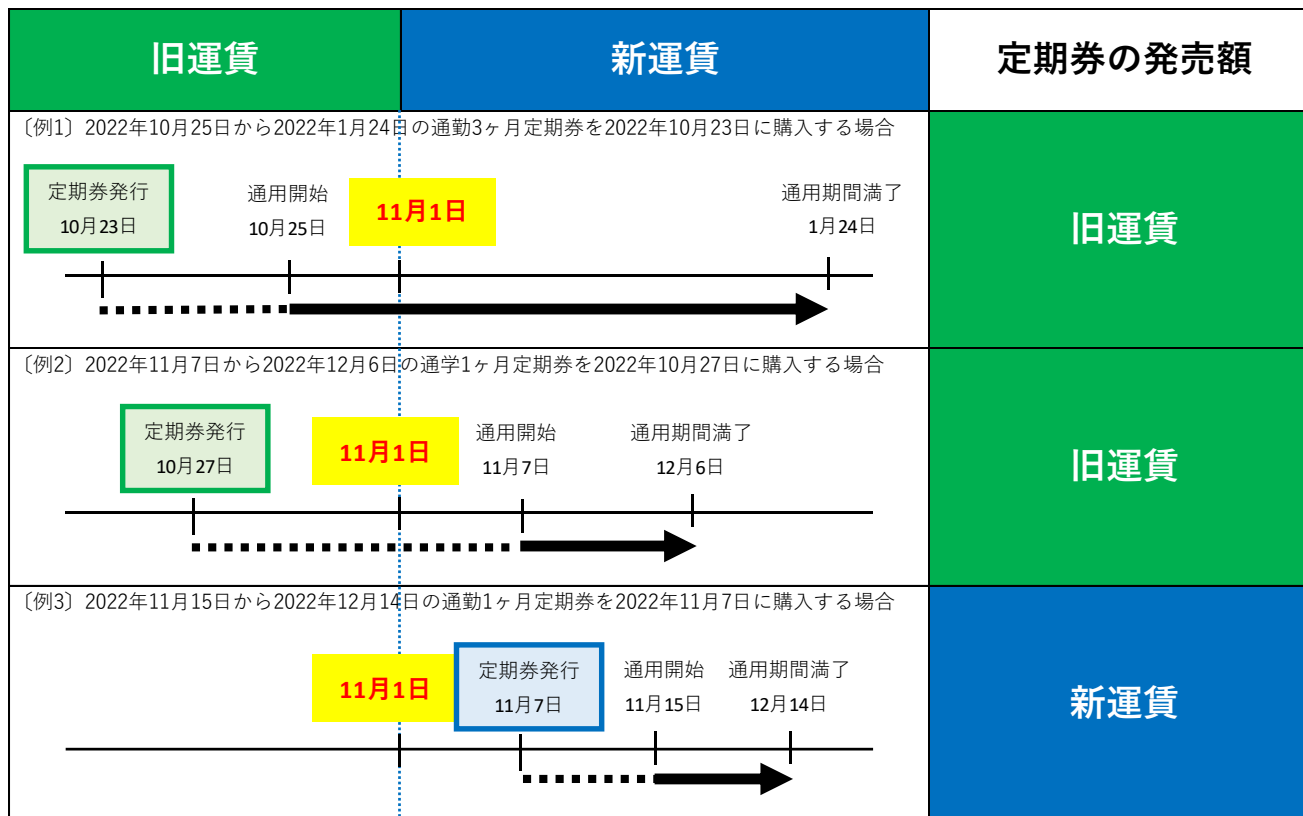 旧運賃
新運賃
定期券の発売額
〔例1〕2022年10月25日から2022年1月24日の通勤3ヶ月定期券を2022年10月23日に購入する場合
定期券発行
10月23日
通用開始
10月25日
11月1日
通用期間満了
1月24日
旧運賃
〔例2〕2022年11月7日から2022年12月6日の通学1ヶ月定期券を2022年10月27日に購入する場合
定期券発行
10月27日
11月1日
通用開始
11月7日
通用期間満了
12月6日
旧運賃
〔例3〕2022年11月15日から2022年12月14日の通勤1ヶ月定期券を2022年11月7日に購入する場合
11月1日
定期券発行
11月7日
通用開始
11月15日
通用期間満了
12月14日
新運賃